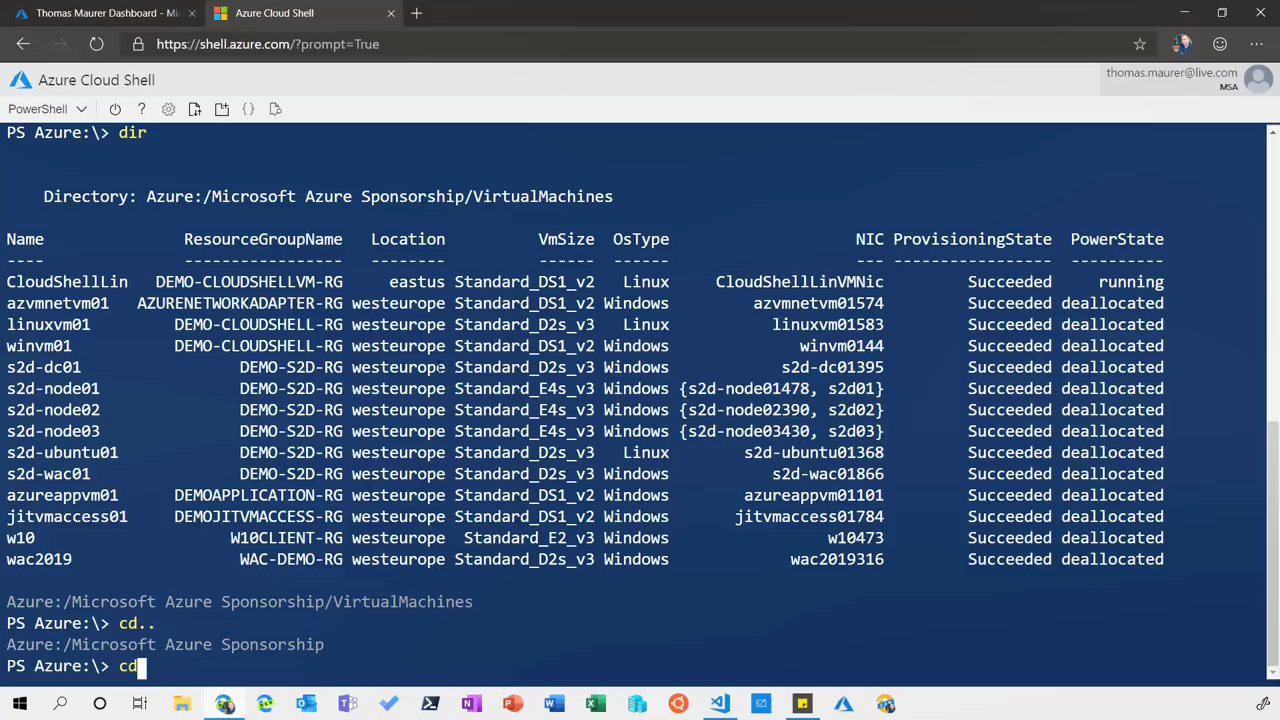 Thomas Maurer Dashboard - Mi
Azure Cloud Shell
https://shell.azure.com/?prompt=True
Azure Cloud Shell
thomas.maurer@live.com
MSA
PowerShell
PS Azure:\> dir
Directory: Azure:/Microsoft Azure Sponsorship/VirtualMachines
Name ResourceGroupName Location VmSize OsType NIC ProvisioningState PowerState
---- ----------------- -------- ------ ------ --- ----------------- ----------
CloudShellLin DEMO-CLOUDSHELLVM-RG eastus Standard_DS1_v2 Linux CloudShellLinVMNic Succeeded running
azvmnetvm01 AZURENETWORKADAPTER-RG westeurope Standard_DS1_v2 Windows azvmnetvm01574 Succeeded deallocated
linuxvm01 DEMO-CLOUDSHELL-RG westeurope Standard_D2s_v3 Linux linuxvm01583 Succeeded deallocated
winvm01 DEMO-CLOUDSHELL-RG westeurope Standard_DS1_v2 Windows winvm0144 Succeeded deallocated
s2d-dc01 DEMO-S2D-RG westeurope Standard_D2s_v3 Windows s2d-dc01395 Succeeded deallocated
s2d-node01 DEMO-S2D-RG westeurope Standard_E4s_v3 Windows {s2d-node01478, s2d01} Succeeded deallocated
s2d-node02 DEMO-S2D-RG westeurope Standard_E4s_v3 Windows {s2d-node02390, s2d02} Succeeded deallocated
s2d-node03 DEMO-S2D-RG westeurope Standard_E4s_v3 Windows {s2d-node03430, s2d03} Succeeded deallocated
s2d-ubuntu01 DEMO-S2D-RG westeurope Standard_D2s_v3 Linux s2d-ubuntu01368 Succeeded deallocated
s2d-wac01 DEMO-S2D-RG westeurope Standard_D2s_v3 Windows s2d-wac01866 Succeeded deallocated
azureappvm01 DEMOAPPLICATION-RG westeurope Standard_DS1_v2 Windows azureappvm01101 Succeeded deallocated
jitvmaccess01 DEMOJITVMACCESS-RG westeurope Standard_DS1_v2 Windows jitvmaccess01784 Succeeded deallocated
w10 W10CLIENT-RG westeurope Standard_E2_v3 Windows w10473 Succeeded deallocated
wac2019 WAC-DEMO-RG westeurope Standard_D2s_v3 Windows wac2019316 Succeeded deallocated
Azure:/Microsoft Azure Sponsorship/VirtualMachines
PS Azure:\> cd..
Azure:/Microsoft Azure Sponsorship
PS Azure:\> cd